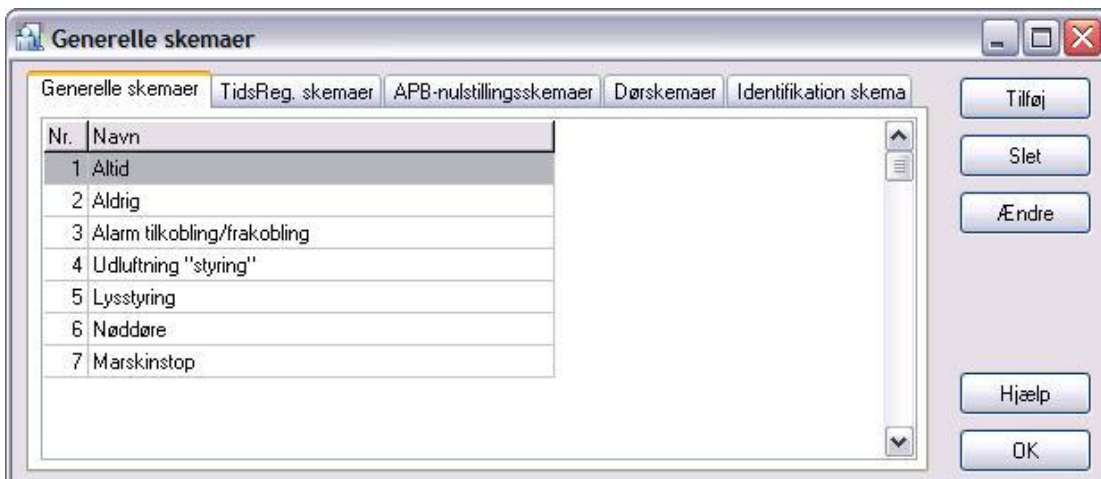 Generelle skemaer
Generelle skemaer TidsReg. skemaer APB-nulstillingsskemaer Dørskemaer Identifikation skema
Tilføj
Slet
Ændre
Nr. Navn
1 Altid
2 Aldrig
3 Alarm tilkobling/frakobling
4 Udluftning "styring"
5 Lysstyring
6 Nøddøre
7 Marskinstop
Hjælp
OK